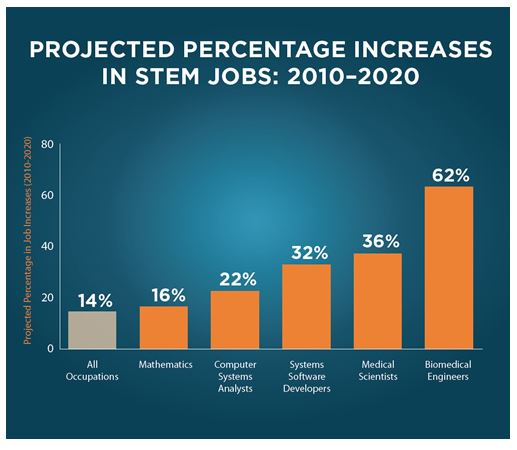 PROJECTED PERCENTAGE INCREASES
IN STEM JOBS: 2010–2020
Projected Percentage in Job Increases (2010-2020)
80
60
40
20
0
14%
16%
22%
32%
36%
62%
All
Occupations
Mathematics
Computer
Systems
Analysts
Systems
Software
Developers
Medical
Scientists
Biomedical
Engineers